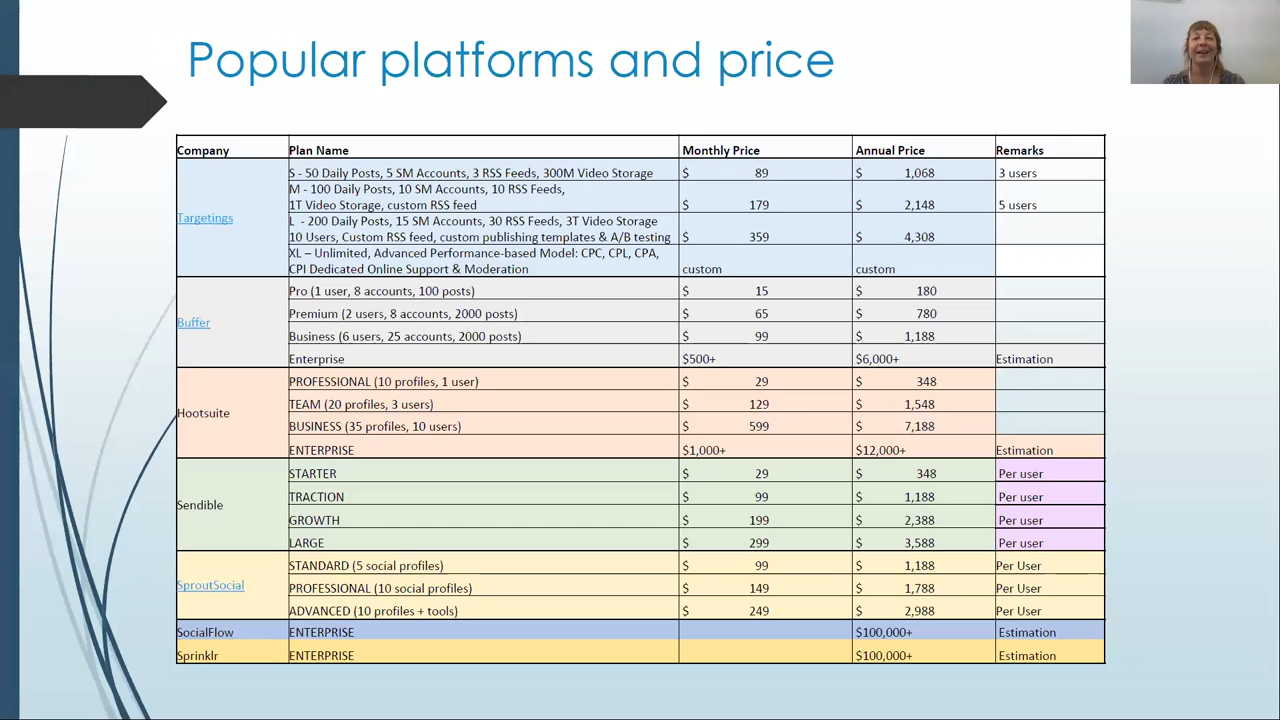 Popular platforms and price
Company Plan Name Monthly Price Annual Price Remarks
Targetings
S - 50 Daily Posts, 5 SM Accounts, 3 RSS Feeds, 300M Video Storage $ 89 $ 1,068 3 users
M - 100 Daily Posts, 10 SM Accounts, 10 RSS Feeds,
1T Video Storage, custom RSS feed $ 179 $ 2,148 5 users
L - 200 Daily Posts, 15 SM Accounts, 30 RSS Feeds, 3T Video Storage
10 Users, Custom RSS feed, custom publishing templates & A/B testing $ 359 $ 4,308
XL – Unlimited, Advanced Performance-based Model: CPC, CPL, CPA,
CPI Dedicated Online Support & Moderation custom custom
Buffer
Pro (1 user, 8 accounts, 100 posts) $ 15 $ 180
Premium (2 users, 8 accounts, 2000 posts) $ 65 $ 780
Business (6 users, 25 accounts, 2000 posts) $ 99 $ 1,188
Enterprise $500+ $6,000+ Estimation
Hootsuite
PROFESSIONAL (10 profiles, 1 user) $ 29 $ 348
TEAM (20 profiles, 3 users) $ 129 $ 1,548
BUSINESS (35 profiles, 10 users) $ 599 $ 7,188
ENTERPRISE $1,000+ $12,000+ Estimation
Sendible
STARTER $ 29 $ 348 Per user
TRACTION $ 99 $ 1,188 Per user
GROWTH $ 199 $ 2,388 Per user
LARGE $ 299 $ 3,588 Per user
SproutSocial
STANDARD (5 social profiles) $ 99 $ 1,188 Per User
PROFESSIONAL (10 social profiles) $ 149 $ 1,788 Per User
ADVANCED (10 profiles + tools) $ 249 $ 2,988 Per User
SocialFlow ENTERPRISE $100,000+ Estimation
Sprinklr ENTERPRISE $100,000+ Estimation